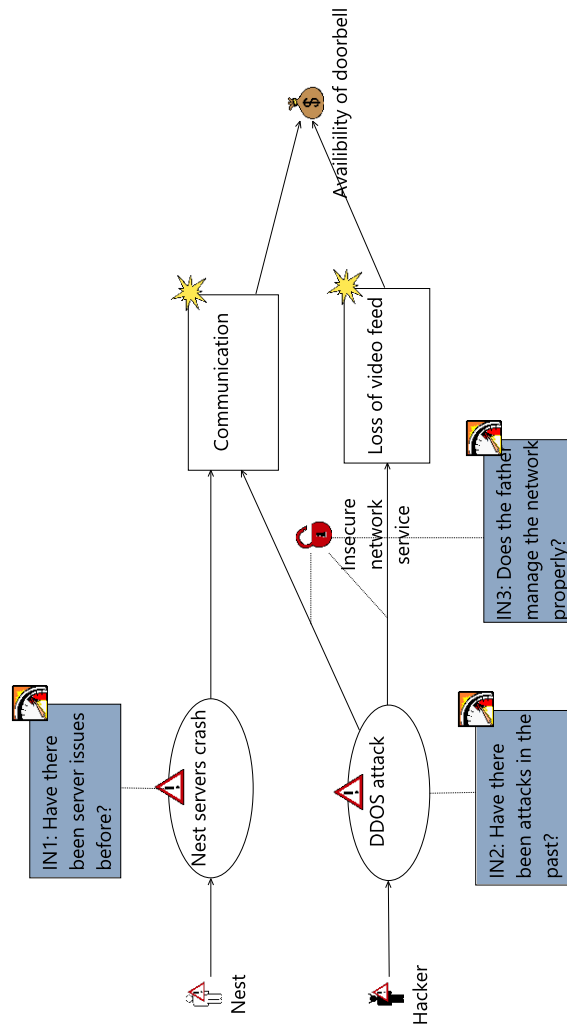 IN1: Have there
been server issues
before?
Nest
Nest servers crash
Communication
Availibility of doorbell
Hacker
DDOS attack
Insecure
network
service
Loss of video feed
IN2: Have there
been attacks in the
past?
IN3: Does the father
manage the network
properly?
$